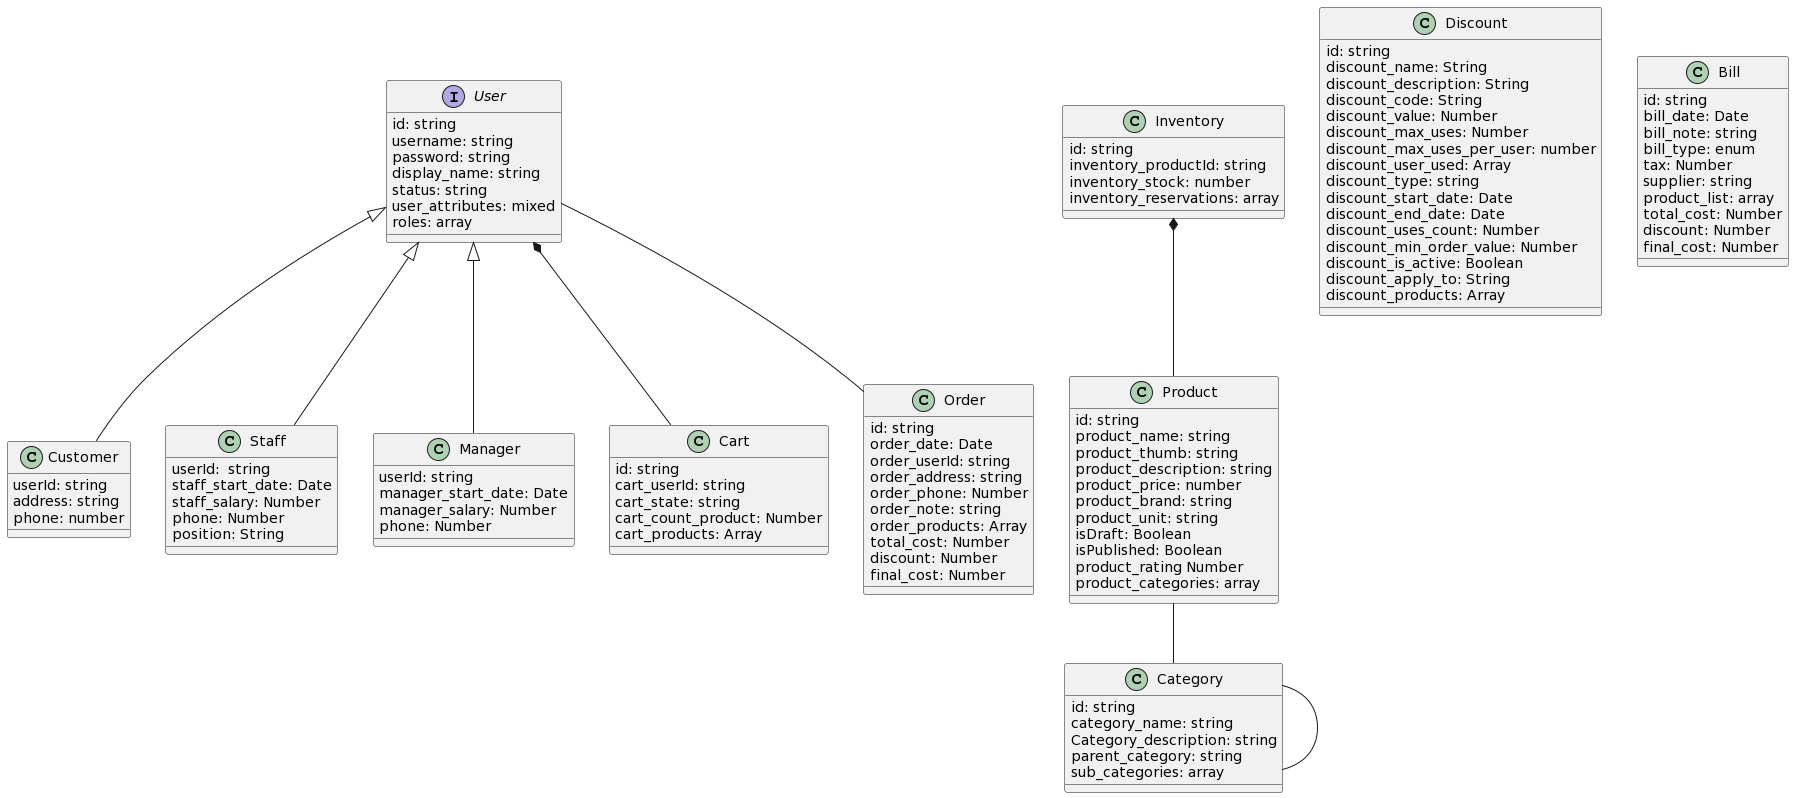 I User
id: string
username: string
password: string
display_name: string
status: string
user_attributes: mixed
roles: array
C Inventory
id: string
inventory_productId: string
inventory_stock: number
inventory_reservations: array
C Discount
id: string
discount_name: String
discount_description: String
discount_code: String
discount_value: Number
discount_max_uses: Number
discount_max_uses_per_user: number
discount_user_used: Array
discount_type: string
discount_start_date: Date
discount_end_date: Date
discount_uses_count: Number
discount_min_order_value: Number
discount_is_active: Boolean
discount_apply_to: String
discount_products: Array
C Bill
id: string
bill_date: Date
bill_note: string
bill_type: enum
tax: Number
supplier: string
product_list: array
total_cost: Number
discount: Number
final_cost: Number
C Customer
userId: string
address: string
phone: number
C Staff
userId:  string
staff_start_date: Date
staff_salary: Number
phone: Number
position: String
C Manager
userId: string
manager_start_date: Date
manager_salary: Number
phone: Number
C Cart
id: string
cart_userId: string
cart_state: string
cart_count_product: Number
cart_products: Array
C Order
id: string
order_date: Date
order_userId: string
order_address: string
order_phone: Number
order_note: string
order_products: Array
total_cost: Number
discount: Number
final_cost: Number
C Product
id: string
product_name: string
product_thumb: string
product_description: string
product_price: number
product_brand: string
product_unit: string
isDraft: Boolean
isPublished: Boolean
product_rating Number
product_categories: array
C Category
id: string
category_name: string
Category_description: string
parent_category: string
sub_categories: array